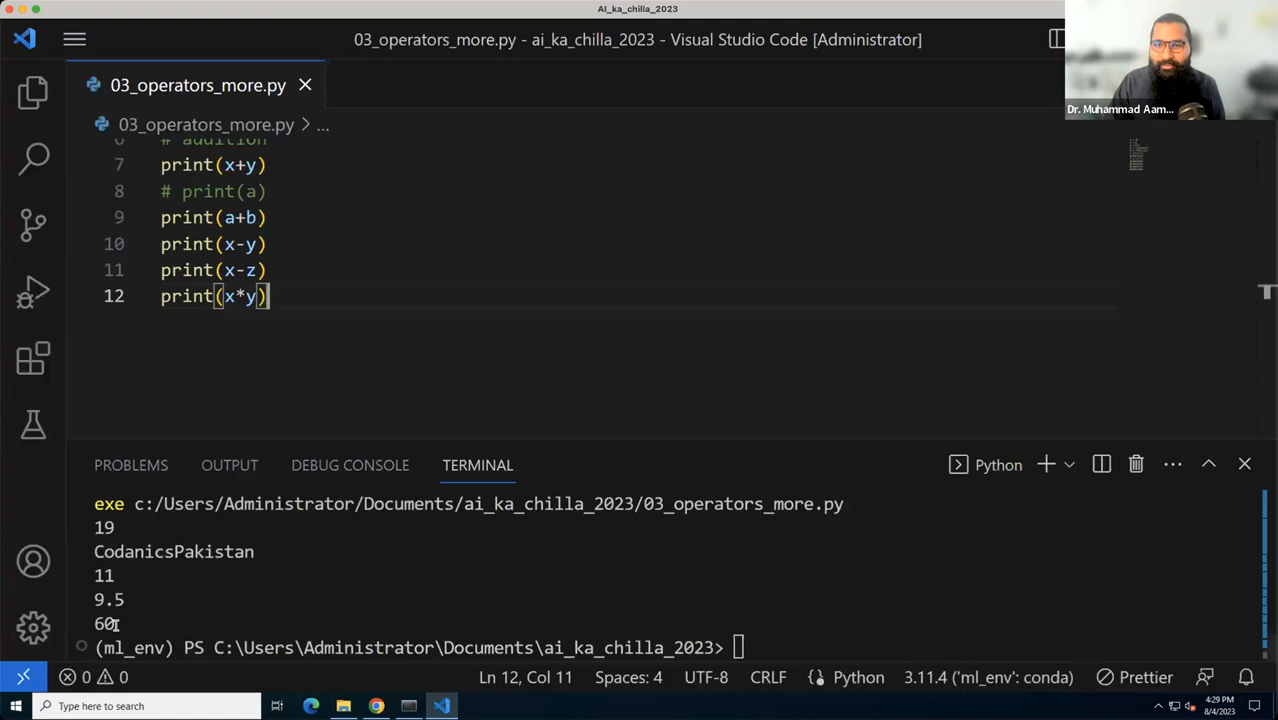 AI_ka_chilla_2023
03_operators_more.py - ai_ka_chilla_2023 - Visual Studio Code [Administrator]
Dr. Muhammad Aam...
03_operators_more.py
03_operators_more.py > ...
6 # addition
7 print(x+y)
8 # print(a)
9 print(a+b)
10 print(x-y)
11 print(x-z)
12 print(x*y)
PROBLEMS OUTPUT DEBUG CONSOLE TERMINAL Python
exe c:/Users/Administrator/Documents/ai_ka_chilla_2023/03_operators_more.py
19
CodanicsPakistan
11
9.5
60
(ml_env) PS C:\Users\Administrator\Documents\ai_ka_chilla_2023>
0 0 Ln 12, Col 11 Spaces: 4 UTF-8 CRLF Python 3.11.4 ('ml_env': conda) Prettier
Type here to search
4:29 PM
8/4/2023